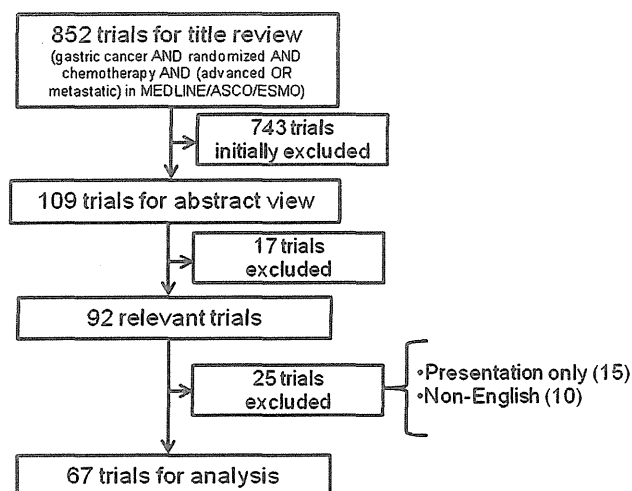 852 trials for title review
(gastric cancer AND randomized AND
chemotherapy AND (advanced OR
metastatic) in MEDLINE/ASCO/ESMO)
743 trials
initially excluded
109 trials for abstract view
17 trials
excluded
92 relevant trials
25 trials
excluded
•Presentation only (15)
•Non-English (10)
67 trials for analysis